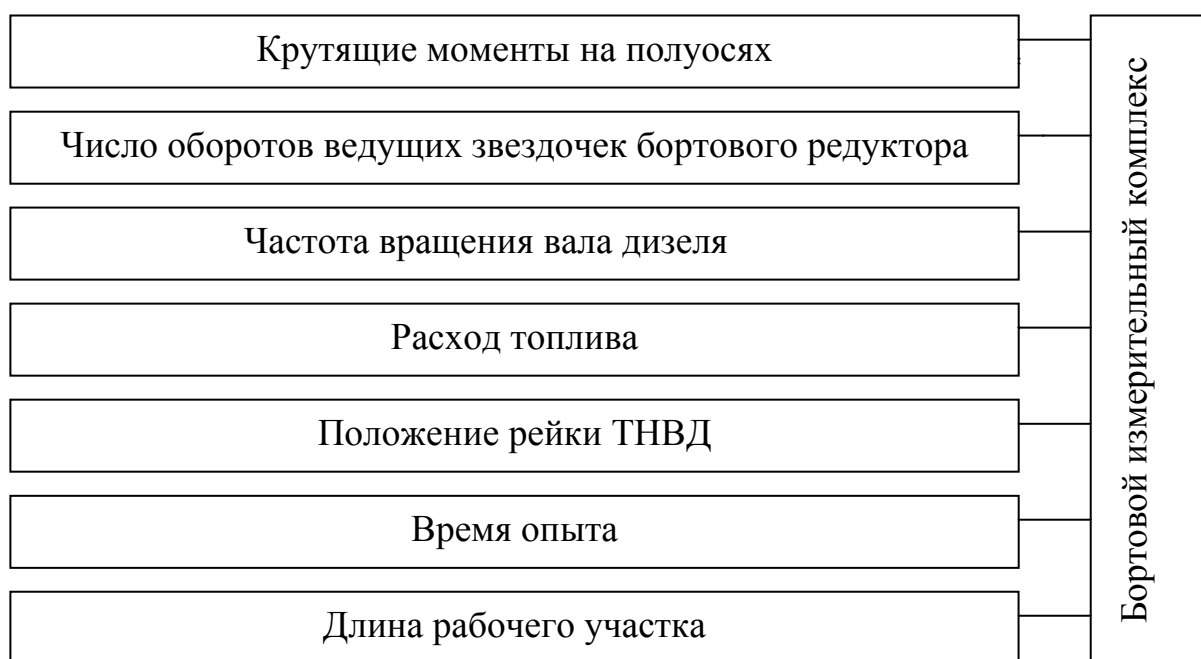 Крутящие моменты на полуосях
Число оборотов ведущих звездочек бортового редуктора
Частота вращения вала дизеля
Расход топлива
Положение рейки ТНВД
Время опыта
Длина рабочего участка
Бортовой измерительный комплекс